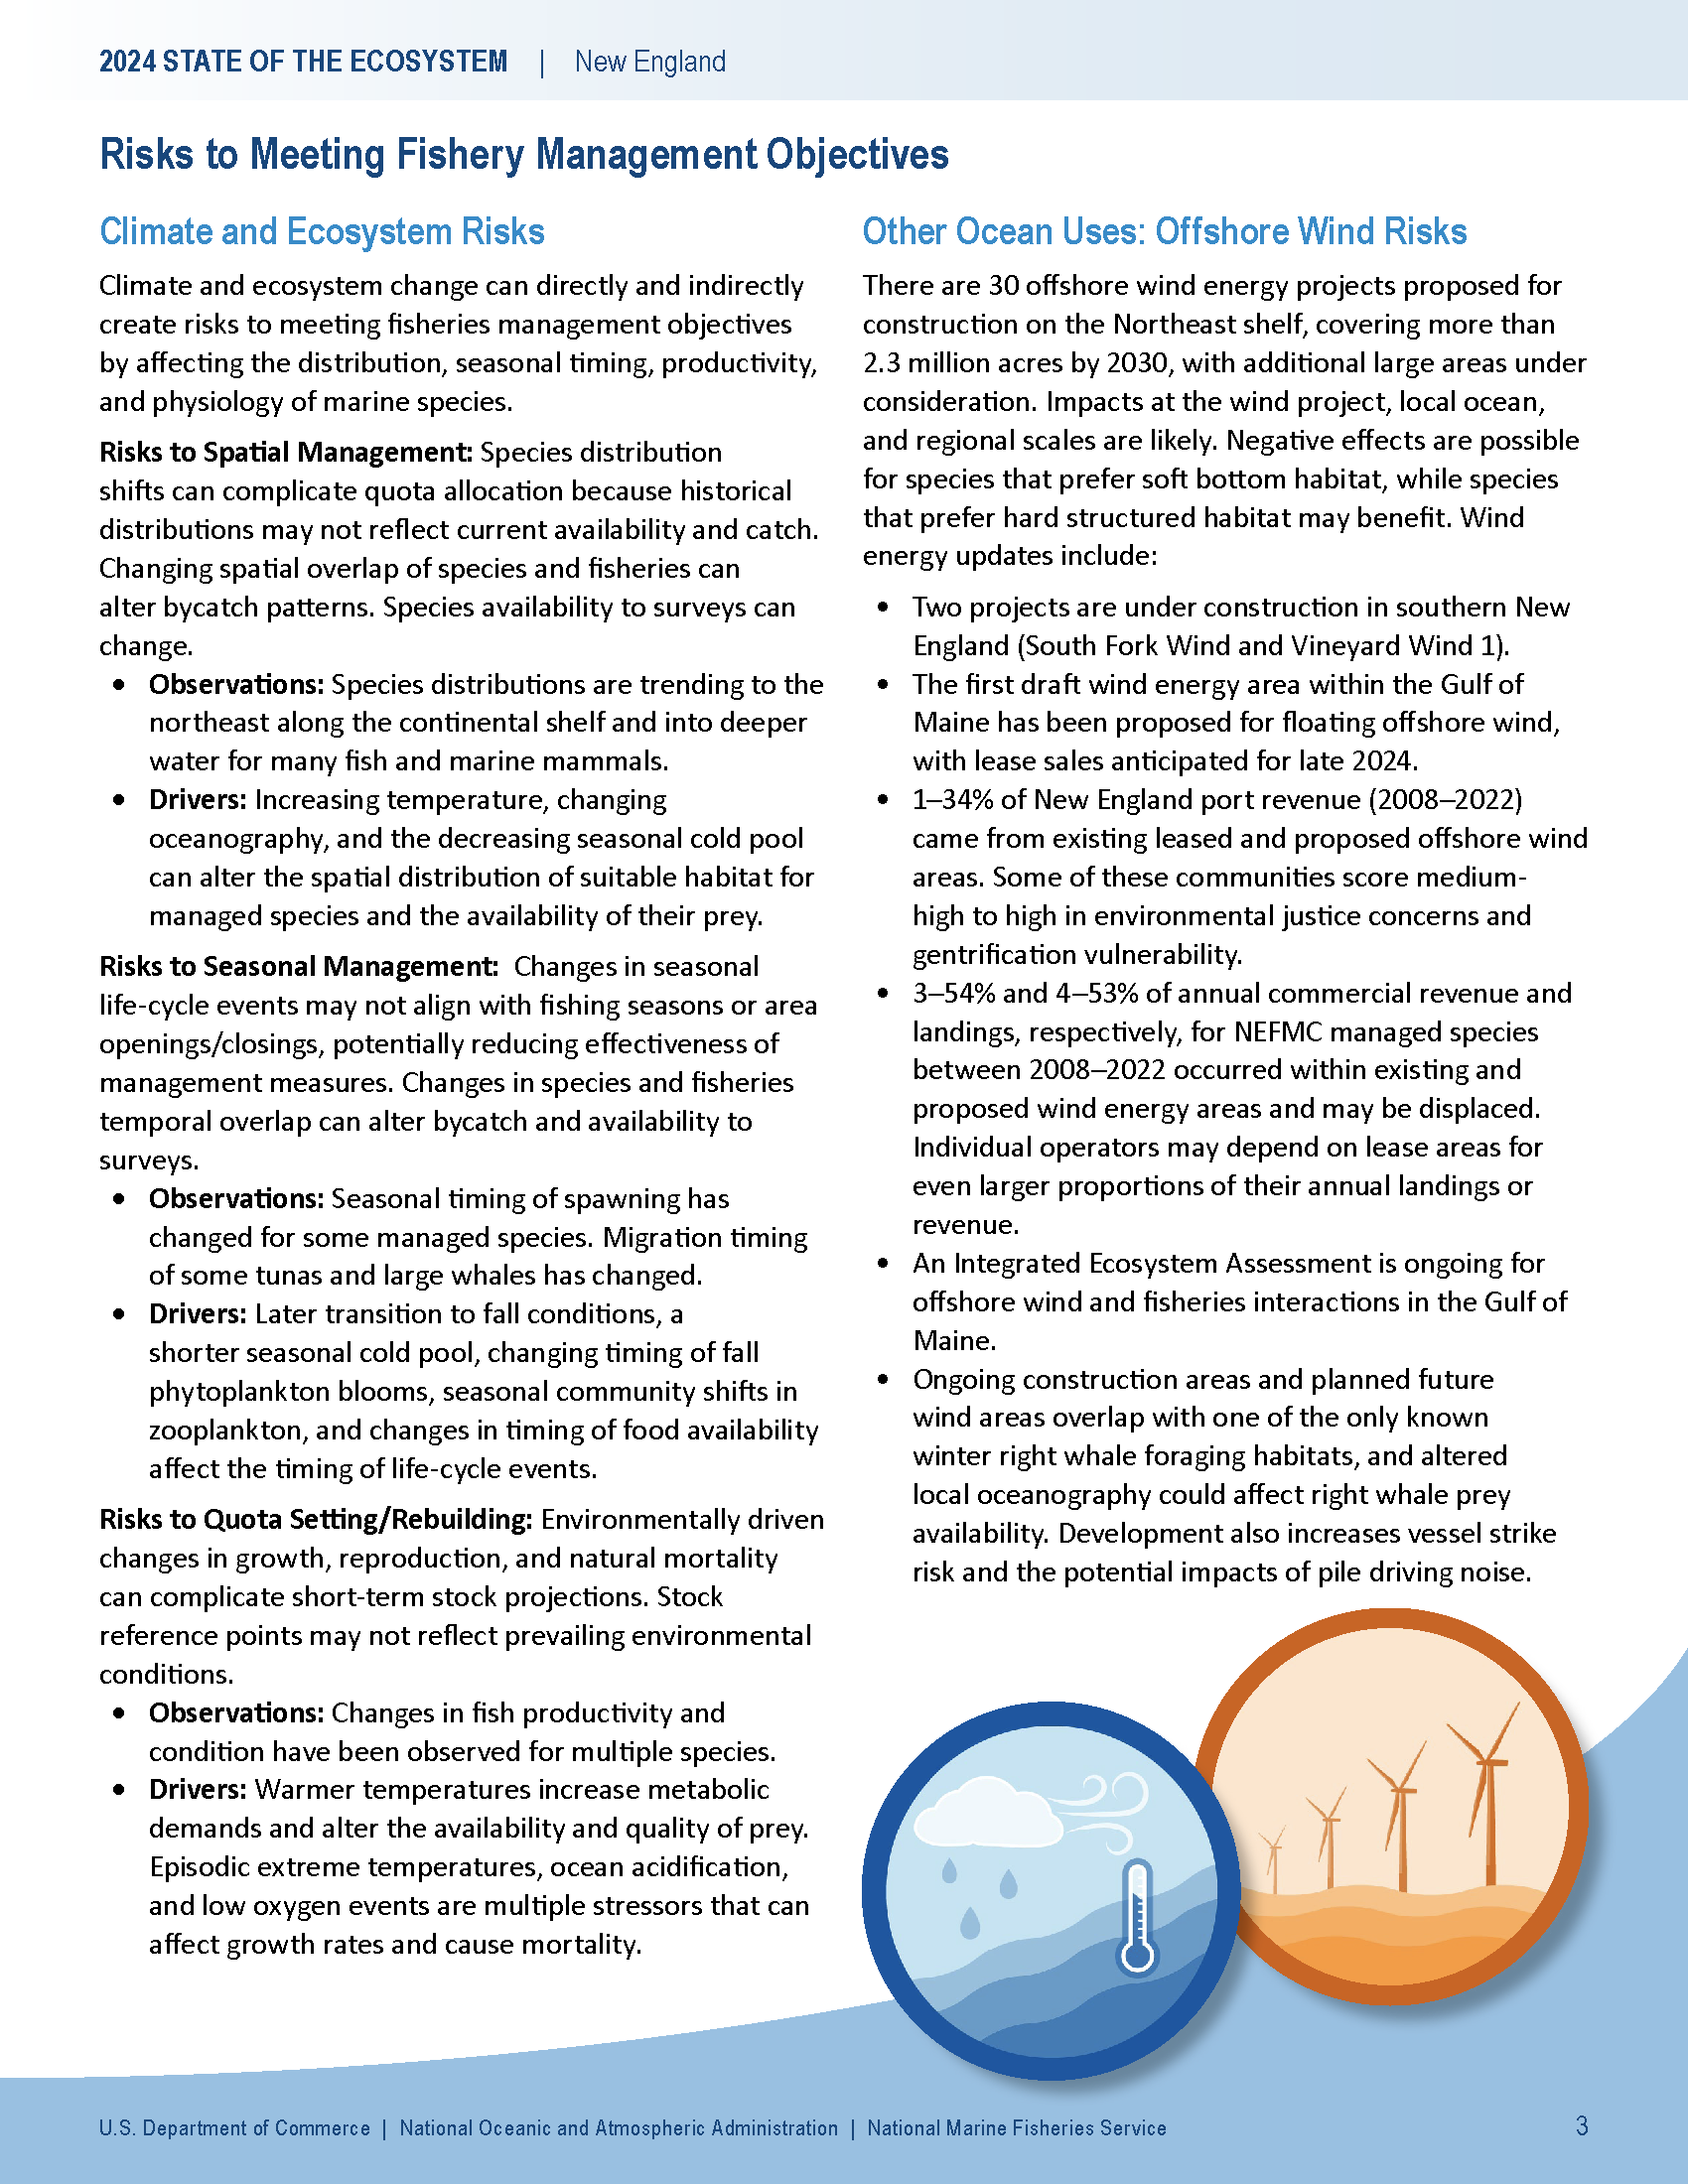 2024 STATE OF THE ECOSYSTEM | New England
Risks to Meeting Fishery Management Objectives
Climate and Ecosystem Risks
Climate and ecosystem change can directly and indirectly
create risks to meeting fisheries management objectives
by affecting the distribution, seasonal timing, productivity,
and physiology of marine species.
Risks to Spatial Management: Species distribution
shifts can complicate quota allocation because historical
distributions may not reflect current availability and catch.
Changing spatial overlap of species and fisheries can
alter bycatch patterns. Species availability to surveys can
change.
• Observations: Species distributions are trending to the
northeast along the continental shelf and into deeper
water for many fish and marine mammals.
• Drivers: Increasing temperature, changing
oceanography, and the decreasing seasonal cold pool
can alter the spatial distribution of suitable habitat for
managed species and the availability of their prey.
Risks to Seasonal Management:  Changes in seasonal
life-cycle events may not align with fishing seasons or area
openings/closings, potentially reducing effectiveness of
management measures. Changes in species and fisheries
temporal overlap can alter bycatch and availability to
surveys.
• Observations: Seasonal timing of spawning has
changed for some managed species. Migration timing
of some tunas and large whales has changed.
• Drivers: Later transition to fall conditions, a
shorter seasonal cold pool, changing timing of fall
phytoplankton blooms, seasonal community shifts in
zooplankton, and changes in timing of food availability
affect the timing of life-cycle events.
Risks to Quota Setting/Rebuilding: Environmentally driven
changes in growth, reproduction, and natural mortality
can complicate short-term stock projections. Stock
reference points may not reflect prevailing environmental
conditions.
• Observations: Changes in fish productivity and
condition have been observed for multiple species.
• Drivers: Warmer temperatures increase metabolic
demands and alter the availability and quality of prey.
Episodic extreme temperatures, ocean acidification,
and low oxygen events are multiple stressors that can
affect growth rates and cause mortality.
Other Ocean Uses: Offshore Wind Risks
There are 30 offshore wind energy projects proposed for
construction on the Northeast shelf, covering more than
2.3 million acres by 2030, with additional large areas under
consideration. Impacts at the wind project, local ocean,
and regional scales are likely. Negative effects are possible
for species that prefer soft bottom habitat, while species
that prefer hard structured habitat may benefit. Wind
energy updates include:
• Two projects are under construction in southern New
England (South Fork Wind and Vineyard Wind 1).
• The first draft wind energy area within the Gulf of
Maine has been proposed for floating offshore wind,
with lease sales anticipated for late 2024.
• 1–34% of New England port revenue (2008–2022)
came from existing leased and proposed offshore wind
areas. Some of these communities score medium-
high to high in environmental justice concerns and
gentrification vulnerability.
• 3–54% and 4–53% of annual commercial revenue and
landings, respectively, for NEFMC managed species
between 2008–2022 occurred within existing and
proposed wind energy areas and may be displaced.
Individual operators may depend on lease areas for
even larger proportions of their annual landings or
revenue.
• An Integrated Ecosystem Assessment is ongoing for
offshore wind and fisheries interactions in the Gulf of
Maine.
• Ongoing construction areas and planned future
wind areas overlap with one of the only known
winter right whale foraging habitats, and altered
local oceanography could affect right whale prey
availability. Development also increases vessel strike
risk and the potential impacts of pile driving noise.
U.S. Department of Commerce | National Oceanic and Atmospheric Administration | National Marine Fisheries Service
3